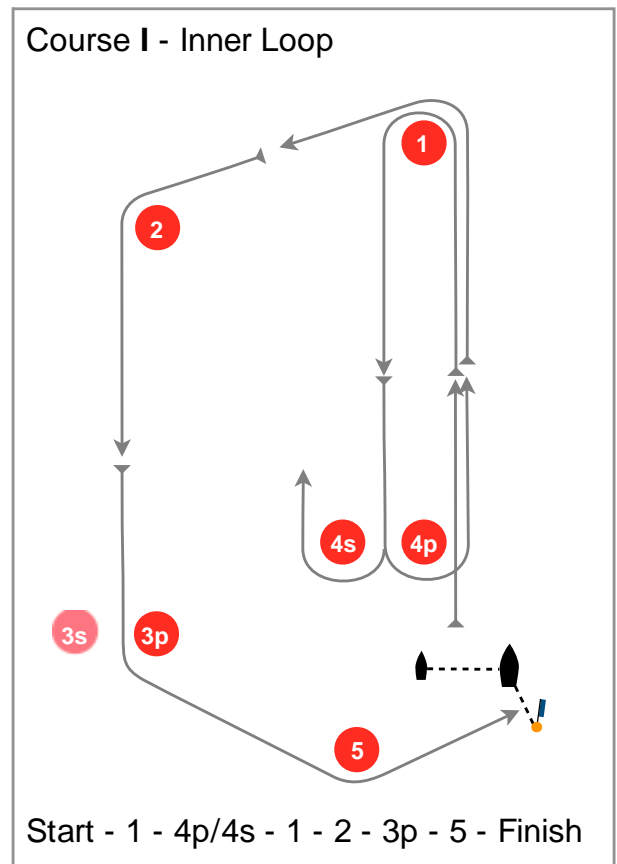 Course I - Inner Loop
1
2
4s 4p
3s 3p
5
Start - 1 - 4p/4s - 1 - 2 - 3p - 5 - Finish